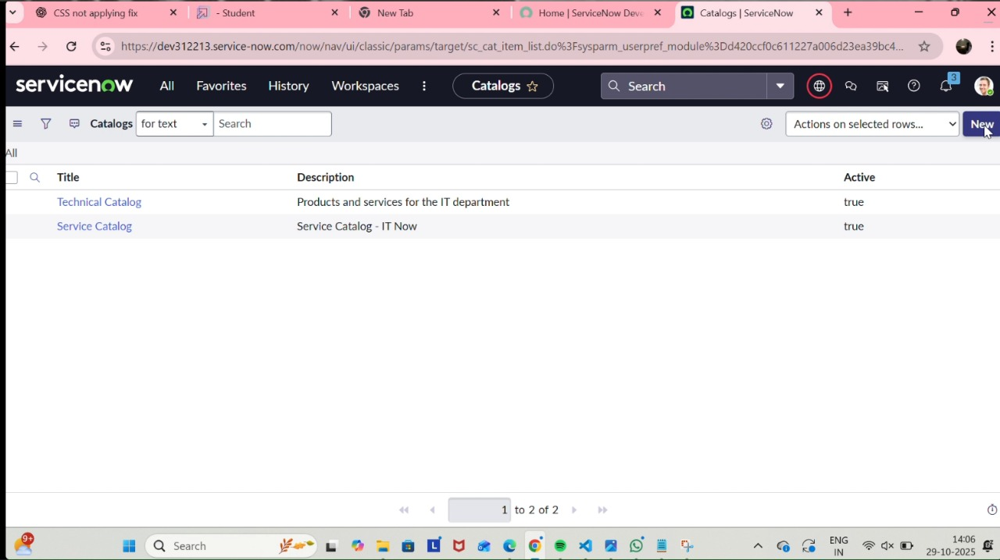 CSS not applying fix
- Student
New Tab
Home | ServiceNow Deve
Catalogs | ServiceNow
https://dev312213.service-now.com/now/nav/ui/classic/params/target/sc_cat_item_list.do%3Fsysparm_userpref_module%3Dd420ccf0c611227a006d23ea39bc4...
servicenow All Favorites History Workspaces Catalogs Search 3
Catalogs for text Search Actions on selected rows... New
All
Title Description Active
Technical Catalog Products and services for the IT department true
Service Catalog Service Catalog - IT Now true
1 to 2 of 2
9+ Search ENG 14:06
IN 29-10-2025